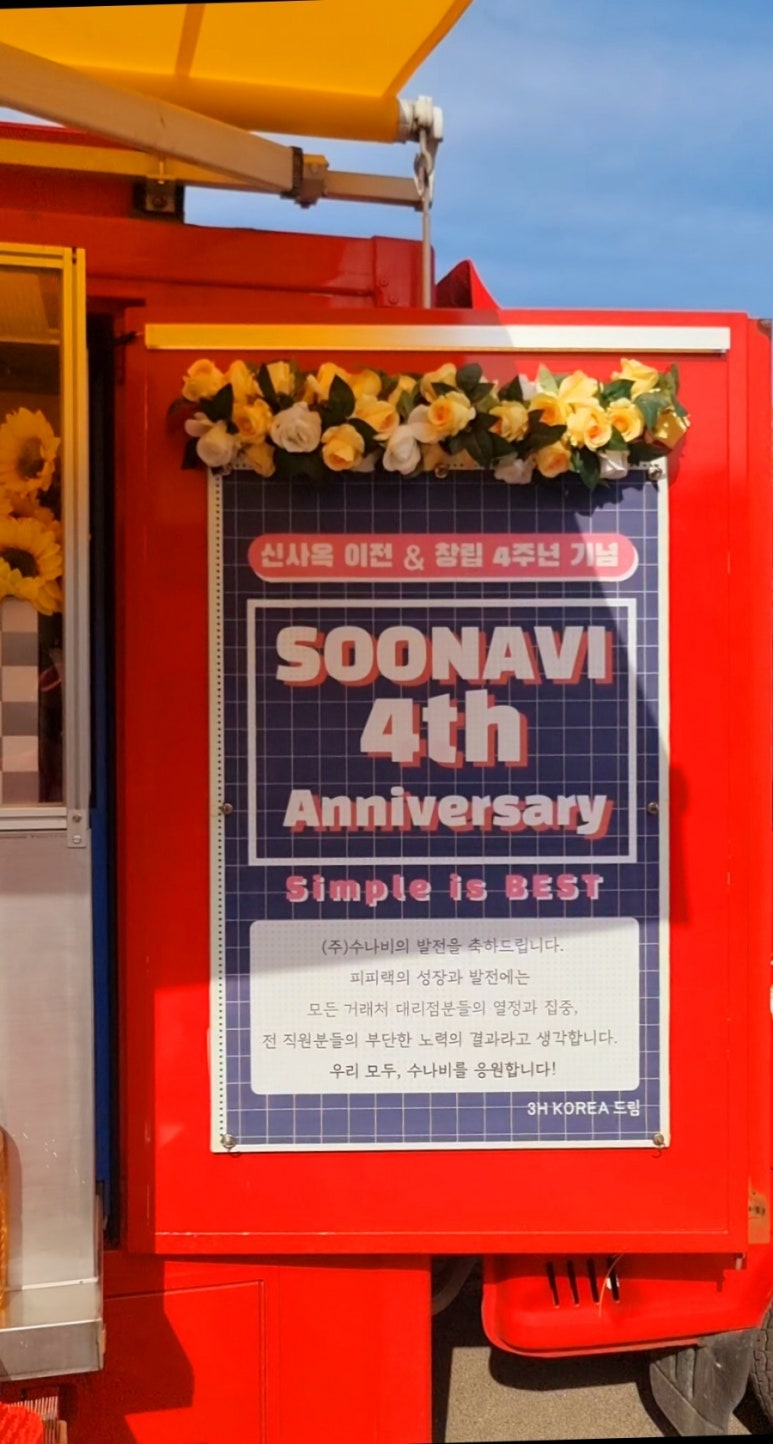 신사옥 이전 & 창립 4주년 기념
SOONAVI
4th
Anniversary
Simple is BEST
(주)수나비의 발전을 축하드립니다.
피피랙의 성장과 발전에는
모든 거래처 대리점분들의 열정과 집중,
전 직원분들의 부단한 노력의 결과라고 생각합니다.
우리 모두, 수나비를 응원합니다!
3H KOREA 드림